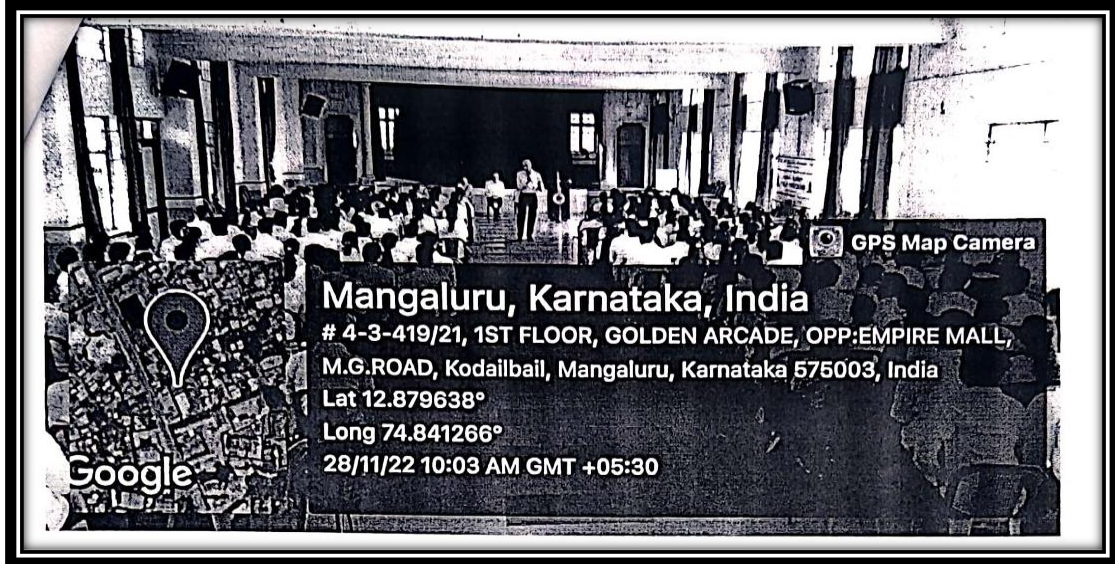 GPS Map Camera
Mangaluru, Karnataka, India
# 4-3-419/21, 1ST FLOOR, GOLDEN ARCADE, OPP:EMPIRE MALL,
M.G.ROAD, Kodailbail, Mangaluru, Karnataka 575003, India
Lat 12.879638°
Long 74.841266°
28/11/22 10:03 AM GMT +05:30
Google